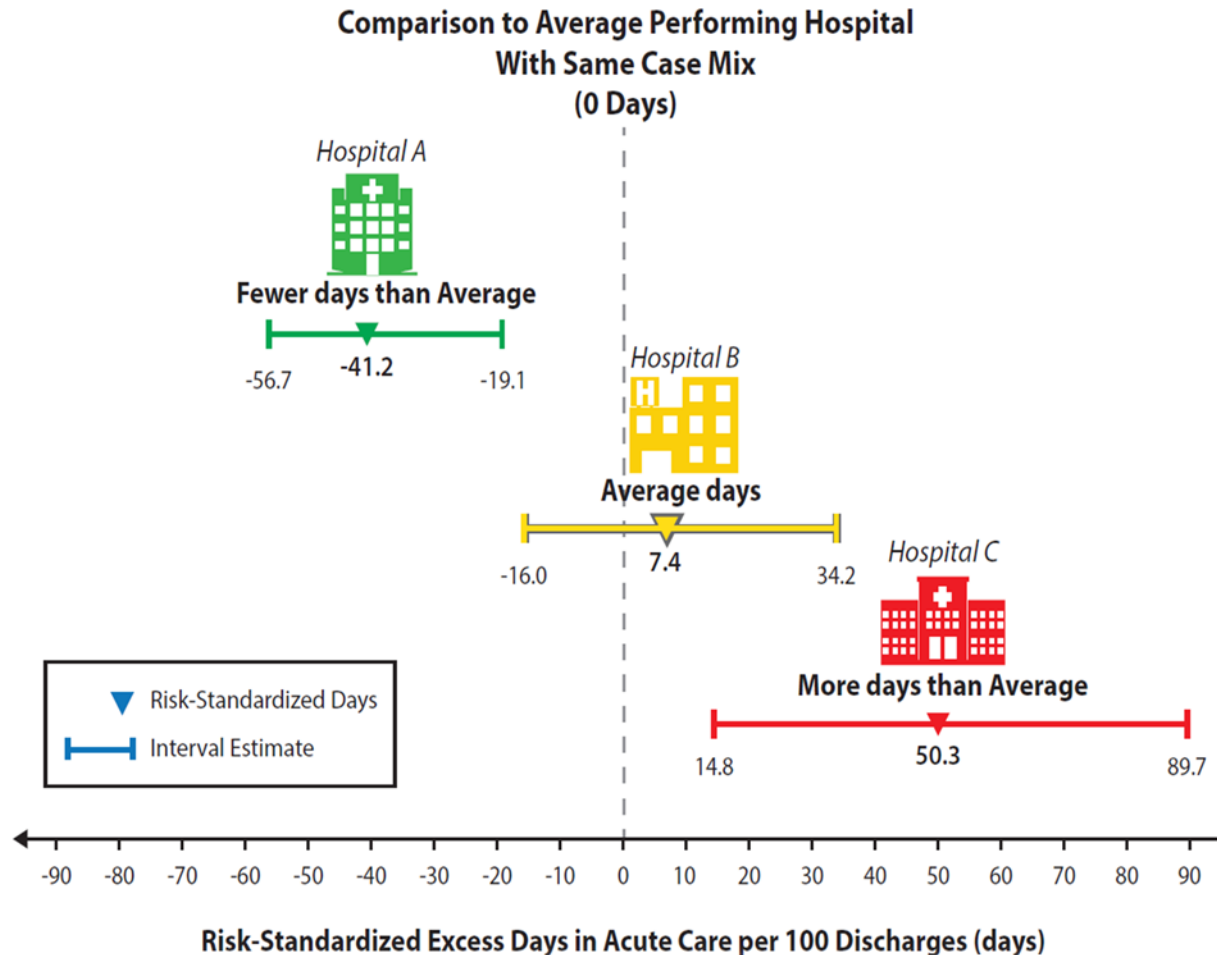 Comparison to Average Performing Hospital
With Same Case Mix
(0 Days)
Hospital A
Fewer days than Average
-56.7
-41.2
-19.1
Hospital B
H
Average days
-16.0
7.4
34.2
Hospital C
More days than Average
14.8
50.3
89.7
Risk-Standardized Days
Interval Estimate
-90 -80 -70 -60 -50 -40 -30 -20 -10 0 10 20 30 40 50 60 70 80 90
Risk-Standardized Excess Days in Acute Care per 100 Discharges (days)